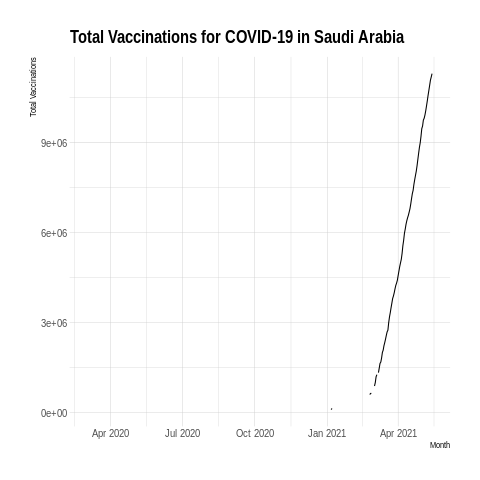 Total Vaccinations for COVID-19 in Saudi Arabia
Total Vaccinations
9e+06
6e+06
3e+06
0e+00
Apr 2020 Jul 2020 Oct 2020 Jan 2021 Apr 2021
Month